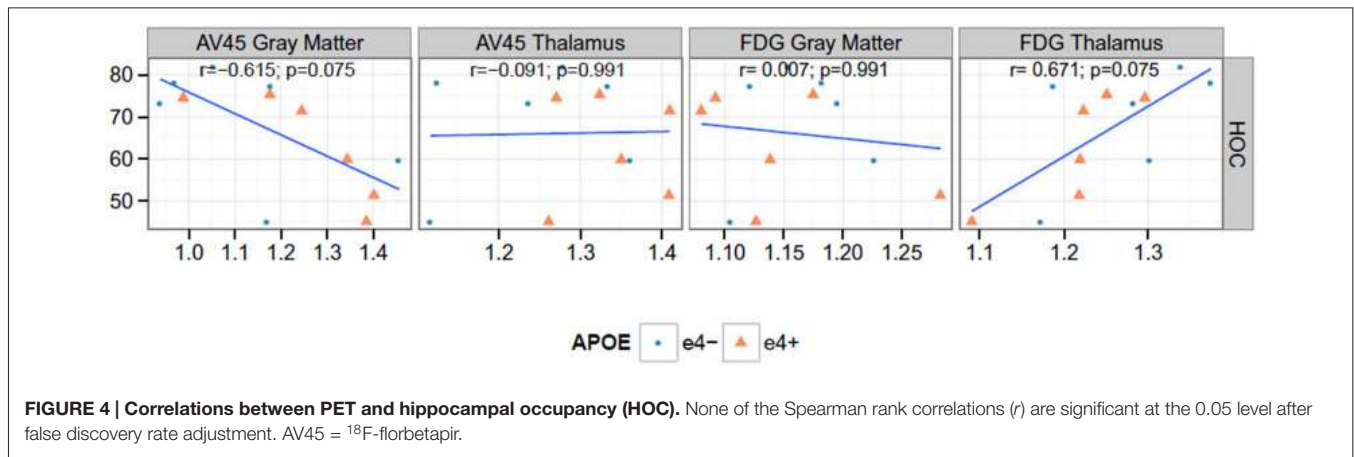 AV45 Gray Matter AV45 Thalamus FDG Gray Matter FDG Thalamus
r=−0.615; p=0.075 r=−0.091; p=0.991 r= 0.007; p=0.991 r= 0.671; p=0.075
80
70
60
50
HOC
1.0 1.1 1.2 1.3 1.4 1.2 1.3 1.4 1.10 1.15 1.20 1.25 1.1 1.2 1.3
APOE e4− e4+
FIGURE 4 | Correlations between PET and hippocampal occupancy (HOC). None of the Spearman rank correlations (r) are significant at the 0.05 level after
false discovery rate adjustment. AV45 = ¹⁸F-florbetapir.